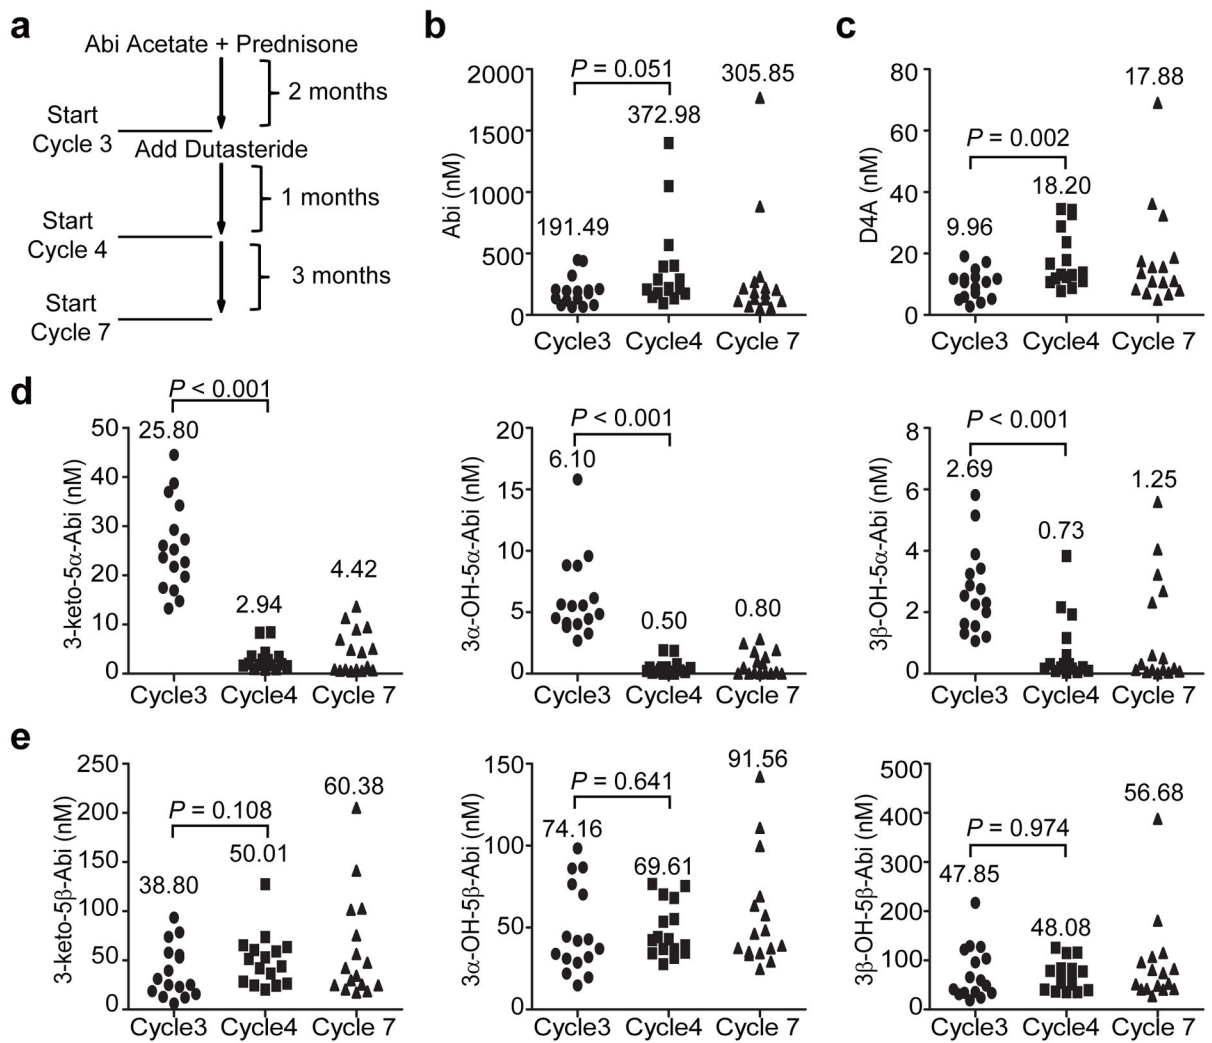 a
Abi Acetate + Prednisone
2 months
Start
Cycle 3
Add Dutasteride
1 months
Start
Cycle 4
3 months
Start
Cycle 7
b
Abi (nM)
2000
1500
1000
500
0
P = 0.051
191.49
372.98
305.85
Cycle3 Cycle4 Cycle 7
c
D4A (nM)
80
60
40
20
0
P = 0.002
9.96
18.20
17.88
Cycle3 Cycle4 Cycle 7
d
3-keto-5α-Abi (nM)
50
40
30
20
10
0
P < 0.001
25.80
2.94
4.42
Cycle3 Cycle4 Cycle 7
3α-OH-5α-Abi (nM)
20
15
10
5
0
P < 0.001
6.10
0.50
0.80
Cycle3 Cycle4 Cycle 7
3β-OH-5α-Abi (nM)
8
6
4
2
0
P < 0.001
2.69
0.73
1.25
Cycle3 Cycle4 Cycle 7
e
3-keto-5β-Abi (nM)
250
200
150
100
50
0
P = 0.108
38.80
50.01
60.38
Cycle3 Cycle4 Cycle 7
3α-OH-5β-Abi (nM)
150
100
50
0
P = 0.641
74.16
69.61
91.56
Cycle3 Cycle4 Cycle 7
3β-OH-5β-Abi (nM)
500
400
300
200
100
0
P = 0.974
47.85
48.08
56.68
Cycle3 Cycle4 Cycle 7